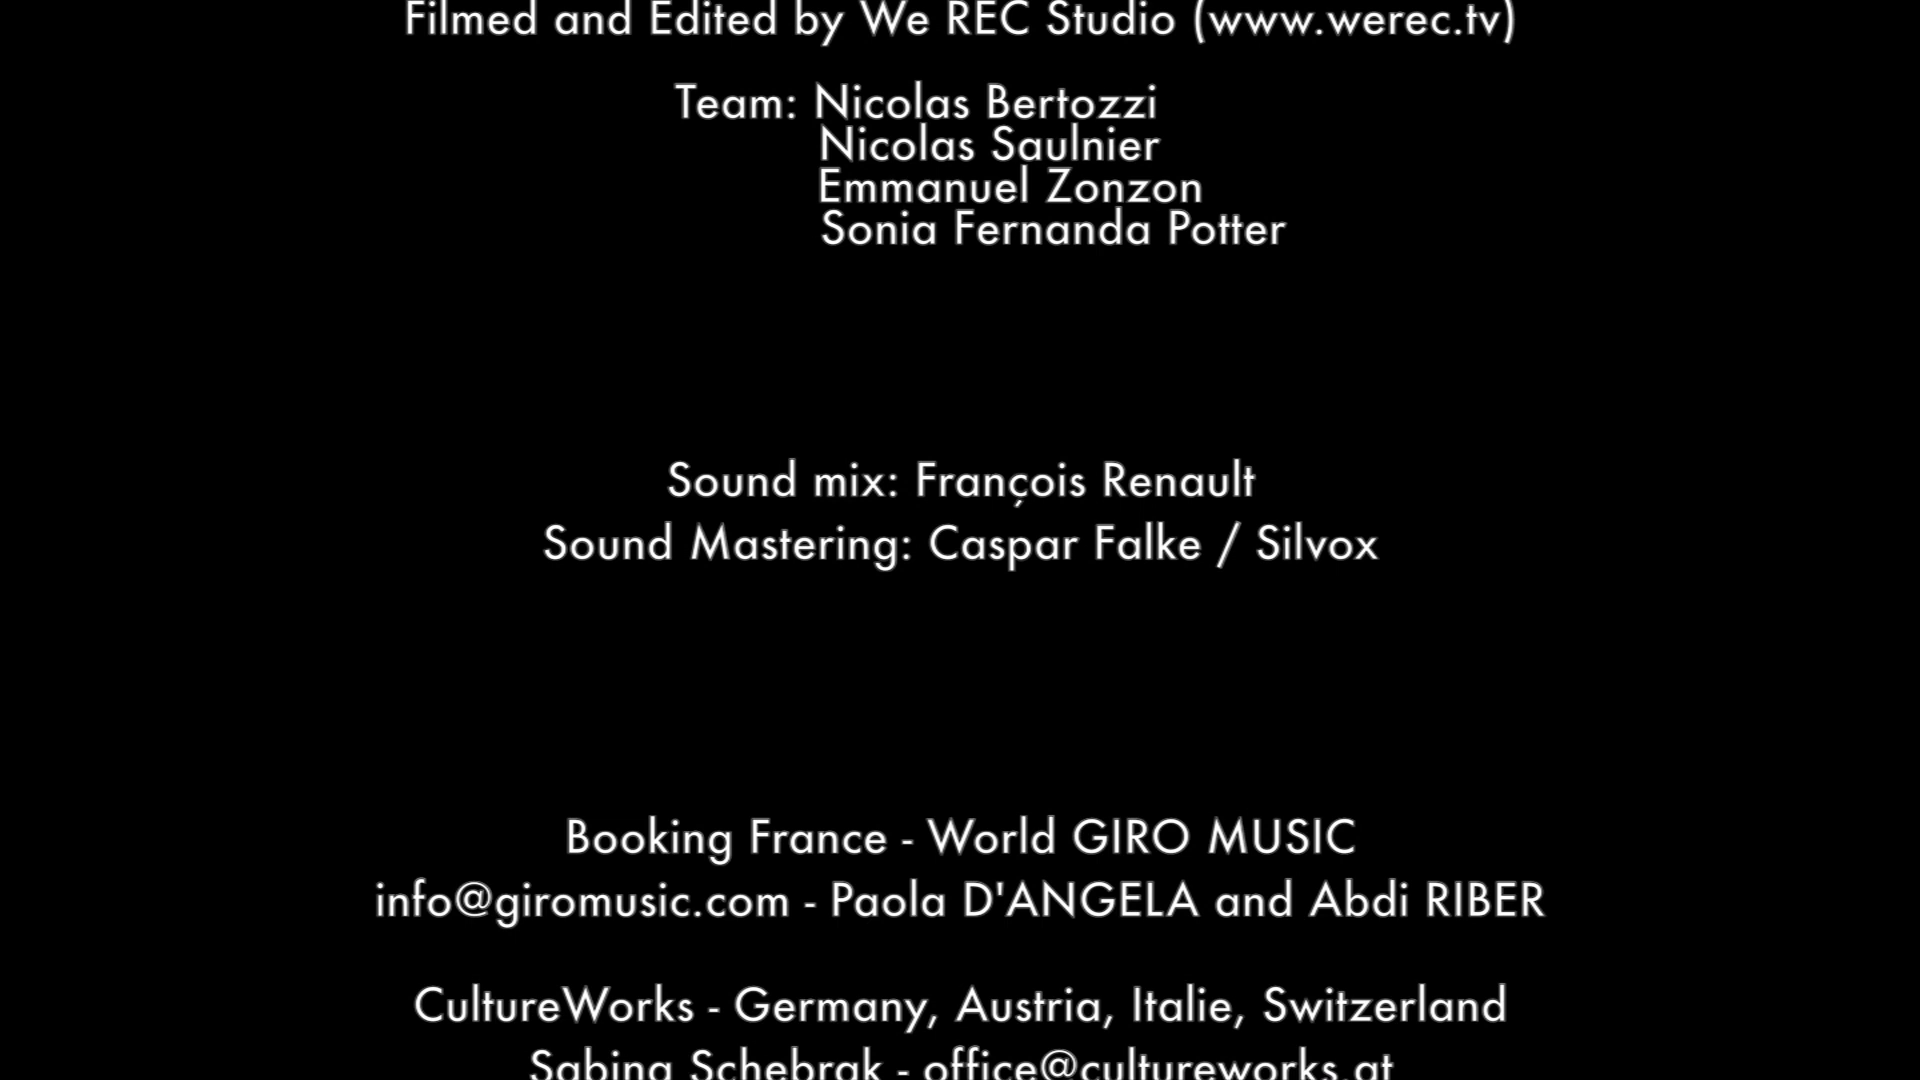 Filmed and Edited by We REC Studio (www.werec.tv)
Team: Nicolas Bertozzi
Nicolas Saulnier
Emmanuel Zonzon
Sonia Fernanda Potter
Sound mix: François Renault
Sound Mastering: Caspar Falke / Silvox
Booking France - World GIRO MUSIC
info@giromusic.com - Paola D'ANGELA and Abdi RIBER
CultureWorks - Germany, Austria, Italie, Switzerland
Sabina Schebrak - office@cultureworks.at